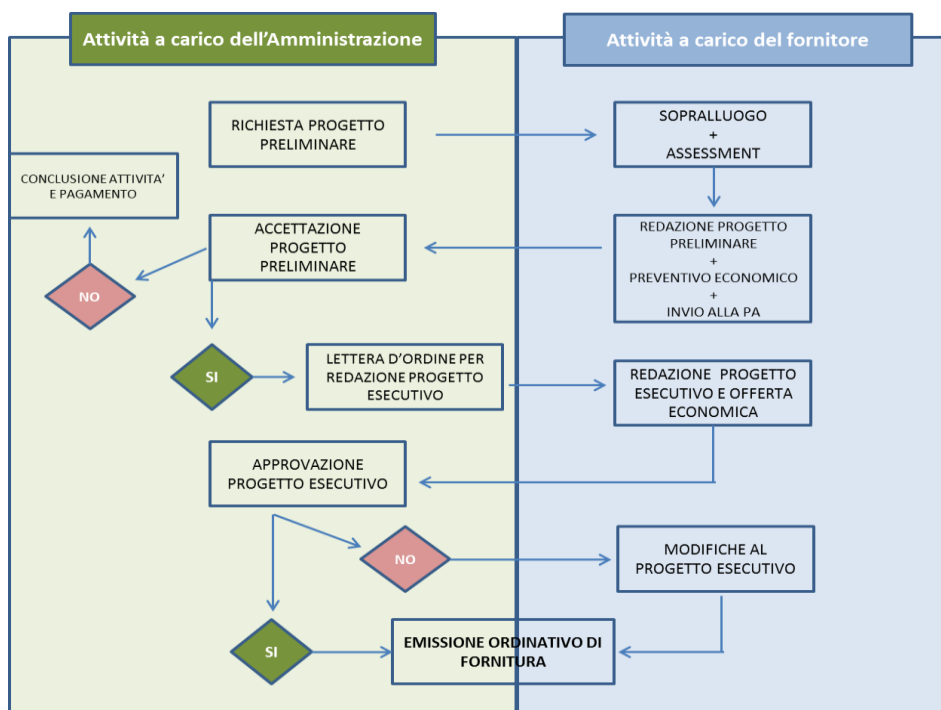 Attività a carico dell'Amministrazione
Attività a carico del fornitore
RICHIESTA PROGETTO
PRELIMINARE
SOPRALLUOGO
+
ASSESSMENT
CONCLUSIONE ATTIVITA'
E PAGAMENTO
ACCETTAZIONE
PROGETTO
PRELIMINARE
REDAZIONE PROGETTO
PRELIMINARE
+
PREVENTIVO ECONOMICO
+
INVIO ALLA PA
NO
SI
LETTERA D'ORDINE PER
REDAZIONE PROGETTO
ESECUTIVO
REDAZIONE PROGETTO
ESECUTIVO E OFFERTA
ECONOMICA
APPROVAZIONE
PROGETTO ESECUTIVO
NO
MODIFICHE AL
PROGETTO ESECUTIVO
SI
EMISSIONE ORDINATIVO DI
FORNITURA